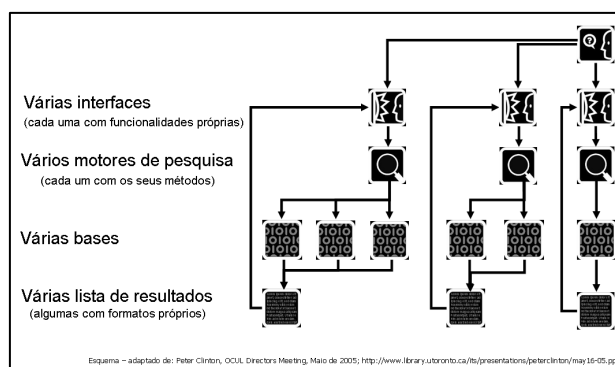 Várias interfaces
(cada uma com funcionalidades próprias)
Vários motores de pesquisa
(cada um com os seus métodos)
Várias bases
Várias lista de resultados
(algumas com formatos próprios)
Esquema – adaptado de: Peter Clinton, OCUL Directors Meeting, Maio de 2005; http://www.library.utoronto.ca/its/presentations/peterclinton/may16-05.pp